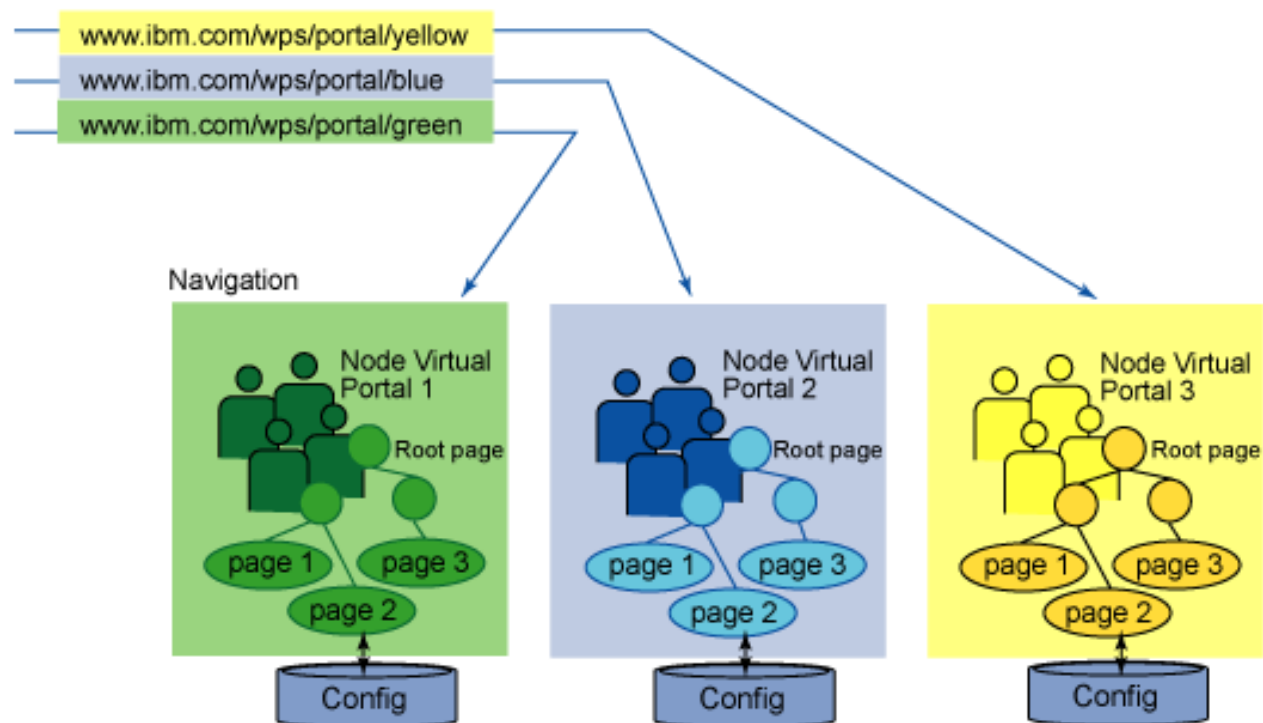 www.ibm.com/wps/portal/yellow
www.ibm.com/wps/portal/blue
www.ibm.com/wps/portal/green
Navigation
Node Virtual
Portal 1
Root page
page 1
page 3
page 2
Config
Node Virtual
Portal 2
Root page
page 1
page 3
page 2
Config
Node Virtual
Portal 3
Root page
page 1
page 3
page 2
Config